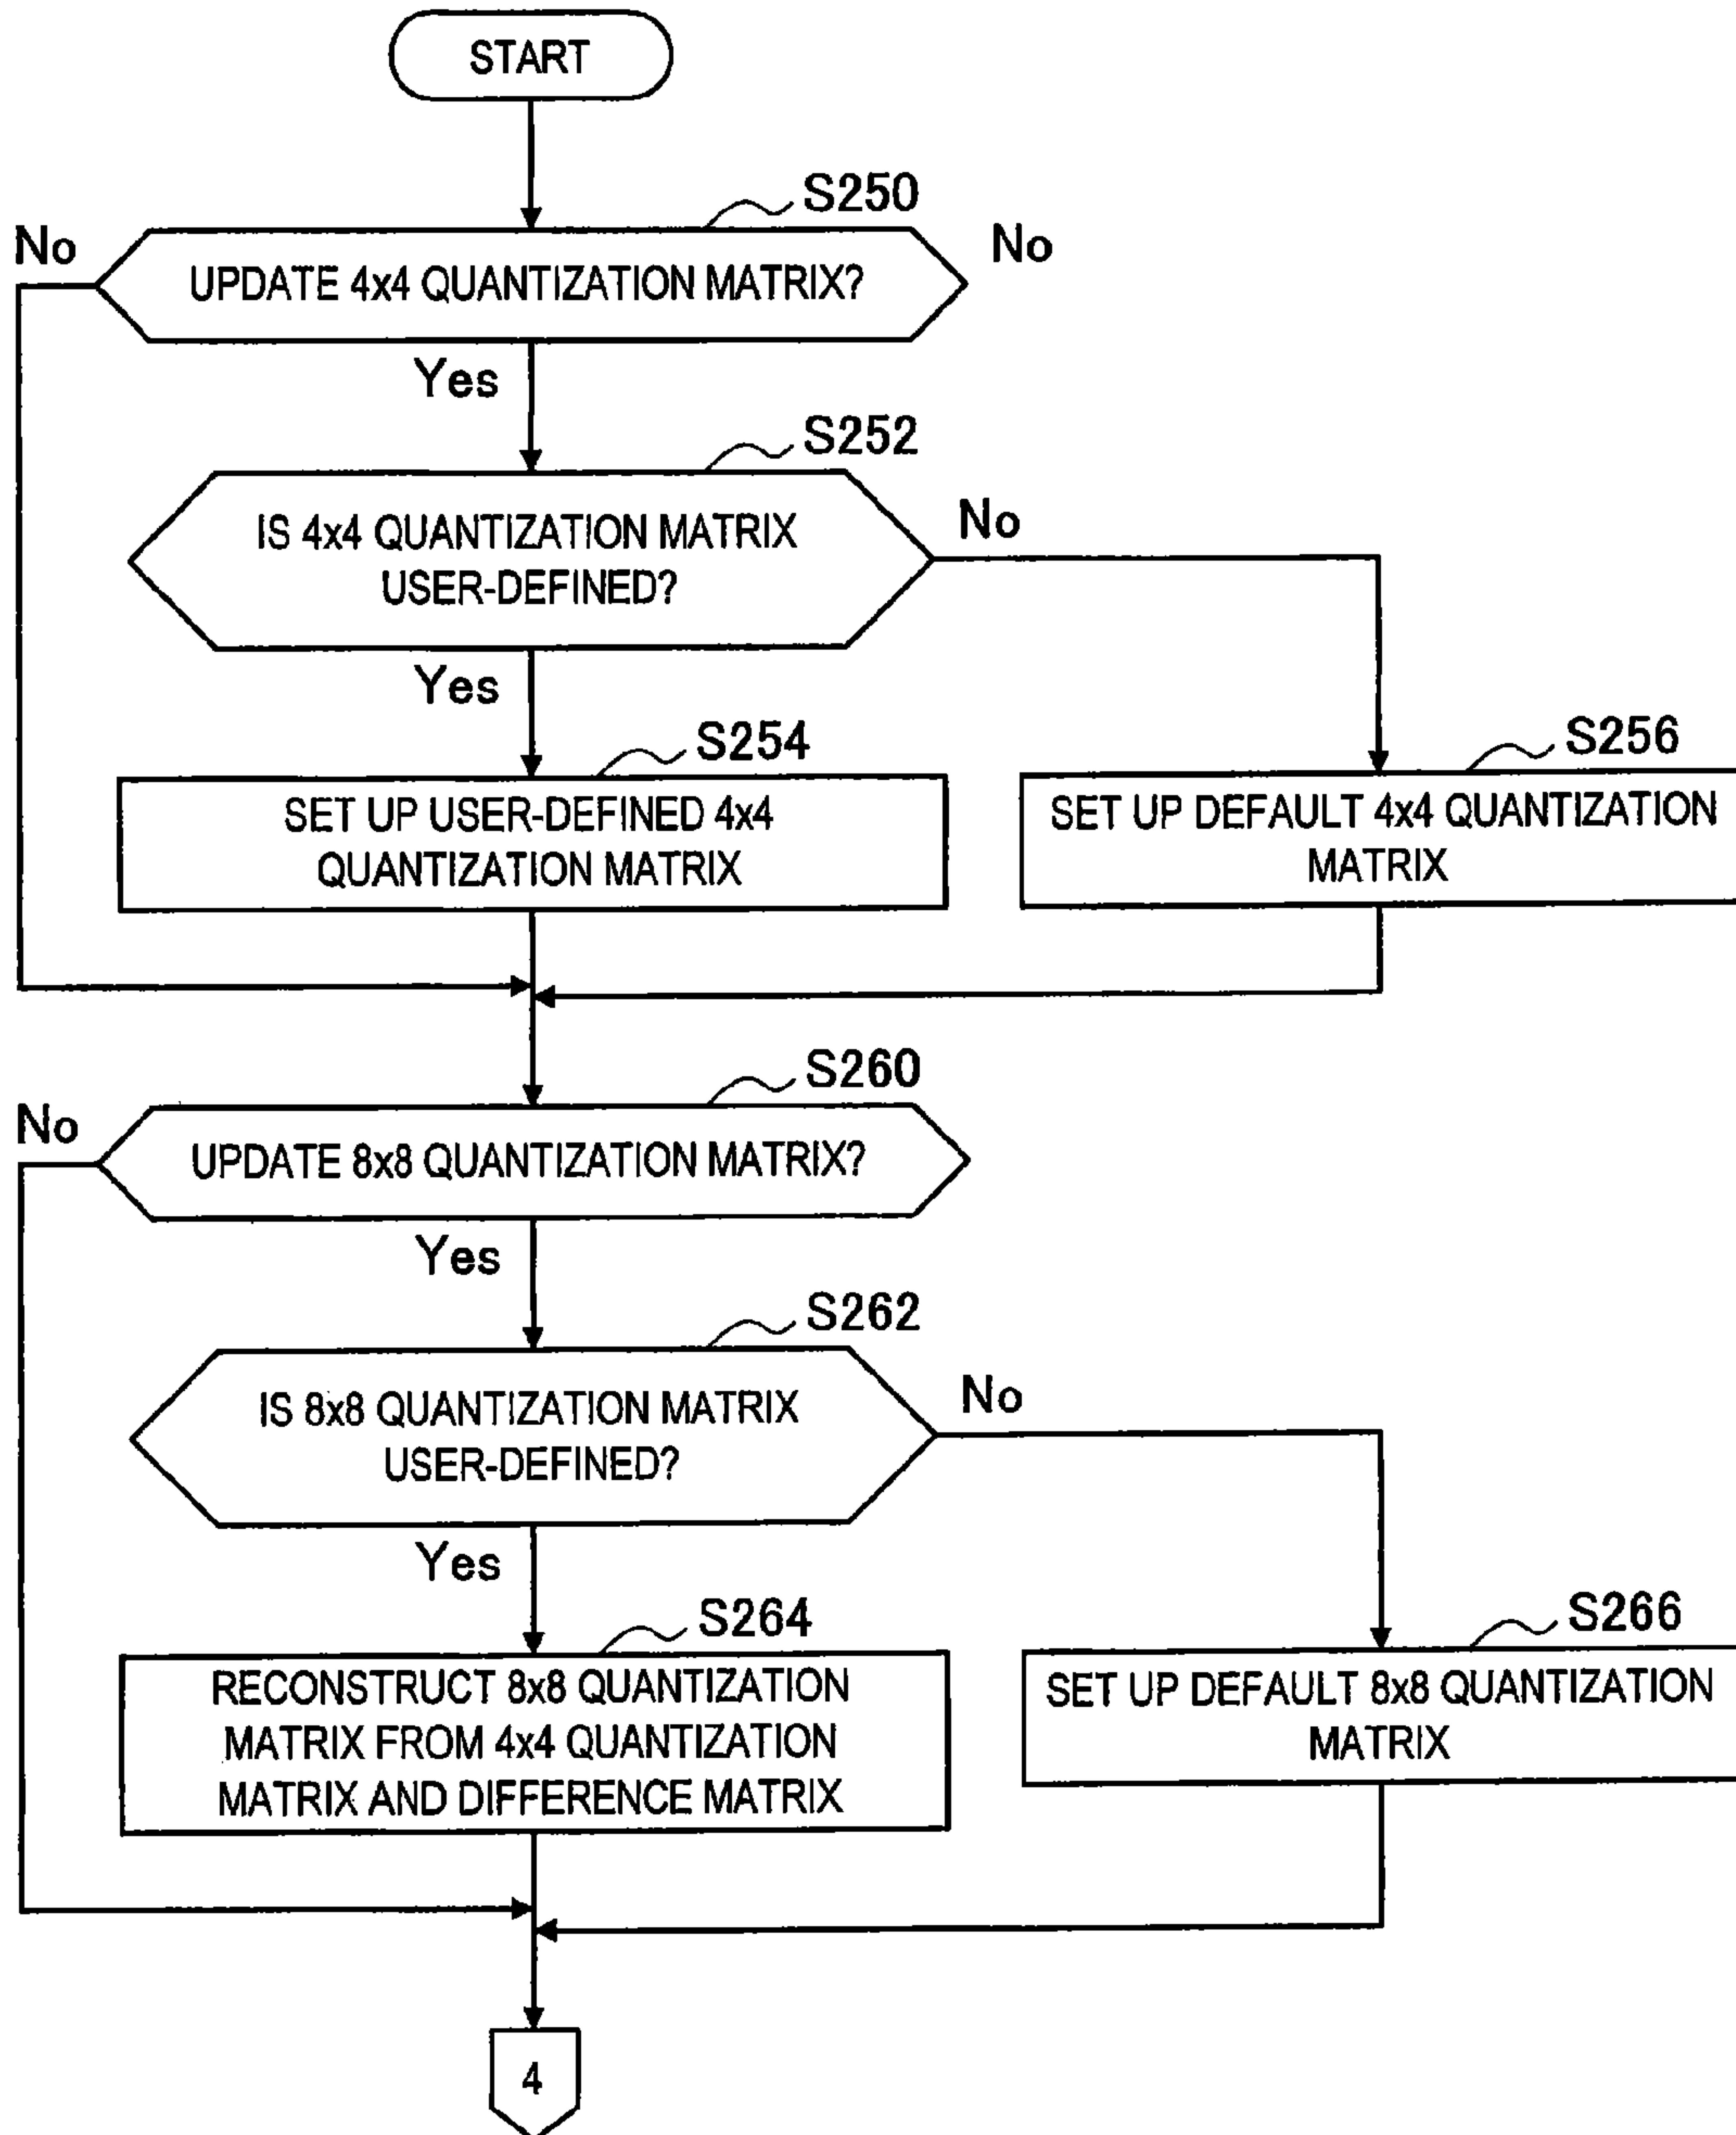 START
S250
No
UPDATE 4x4 QUANTIZATION MATRIX?
No
Yes
S252
IS 4x4 QUANTIZATION MATRIX
USER-DEFINED?
No
Yes
S254
SET UP USER-DEFINED 4x4
QUANTIZATION MATRIX
S256
SET UP DEFAULT 4x4 QUANTIZATION
MATRIX
S260
No
UPDATE 8x8 QUANTIZATION MATRIX?
Yes
S262
IS 8x8 QUANTIZATION MATRIX
USER-DEFINED?
No
Yes
S264
RECONSTRUCT 8x8 QUANTIZATION
MATRIX FROM 4x4 QUANTIZATION
MATRIX AND DIFFERENCE MATRIX
S266
SET UP DEFAULT 8x8 QUANTIZATION
MATRIX
4